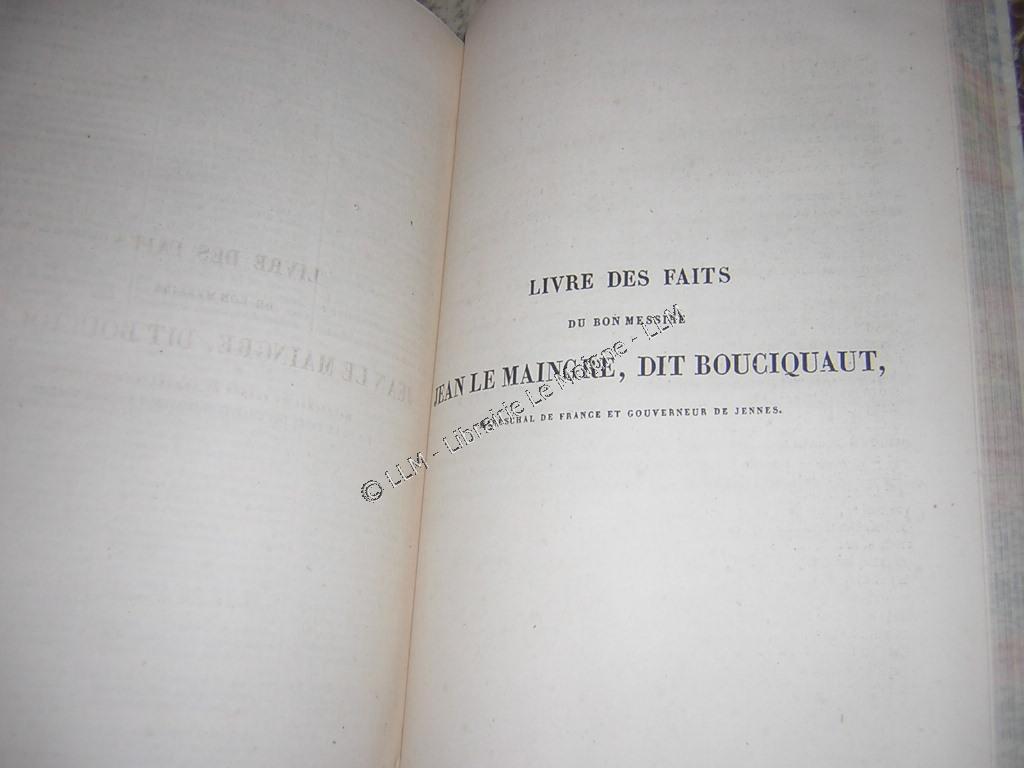 LIVRE DES FAITS
DU BON MESSIRE
JEAN LE MAINGRE, DIT BOUCIQUAUT,
MARESCHAL DE FRANCE ET GOUVERNEUR DE JENNES.
© LLM - Librairie Le Moigne - LLM